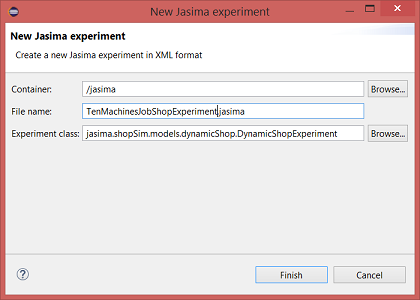 New Jasima experiment
New Jasima experiment
Create a new Jasima experiment in XML format
Container: /jasima Browse...
File name: TenMachinesJobShopExperiment.jasima
Experiment class: jasima.shopSim.models.dynamicShop.DynamicShopExperiment Browse...
? Finish Cancel